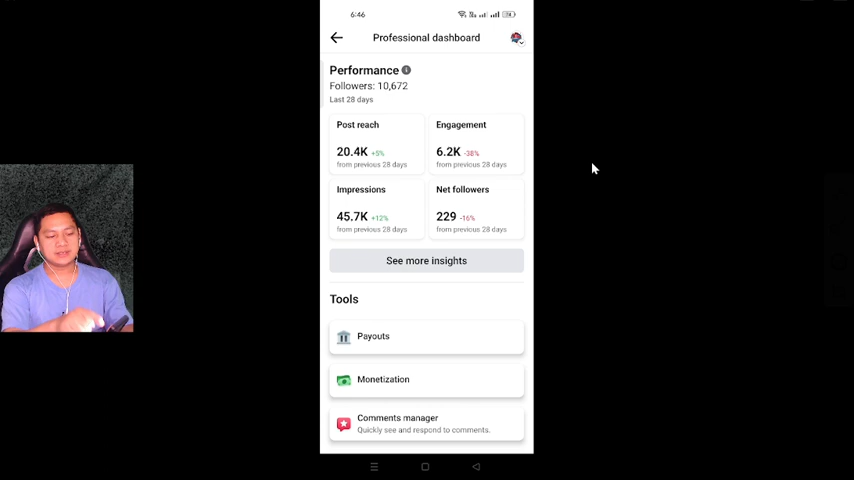 6:46
Professional dashboard
Performance
Followers: 10,672
Last 28 days
Post reach
20.4K +5%
from previous 28 days
Engagement
6.2K -38%
from previous 28 days
Impressions
45.7K +12%
from previous 28 days
Net followers
229 -16%
from previous 28 days
See more insights
Tools
Payouts
Monetization
Comments manager
Quickly see and respond to comments.